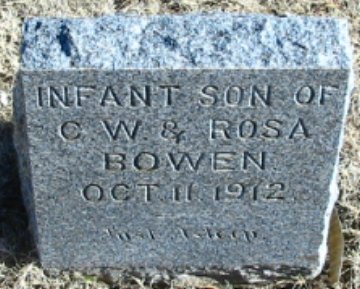 INFANT SON OF
C. W. & ROSA
BOWEN.
OCT. 11, 1912.
Just Asleep.